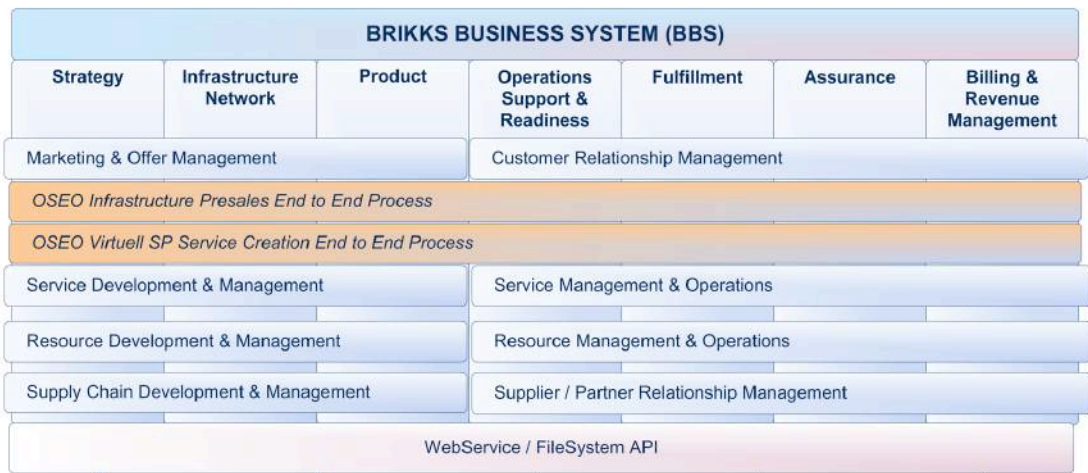 BRIKKS BUSINESS SYSTEM (BBS)
Strategy
Infrastructure
Network
Product
Operations
Support &
Readiness
Fulfillment
Assurance
Billing &
Revenue
Management
Marketing & Offer Management
Customer Relationship Management
OSEO Infrastructure Presales End to End Process
OSEO Virtuell SP Service Creation End to End Process
Service Development & Management
Service Management & Operations
Resource Development & Management
Resource Management & Operations
Supply Chain Development & Management
Supplier / Partner Relationship Management
WebService / FileSystem API